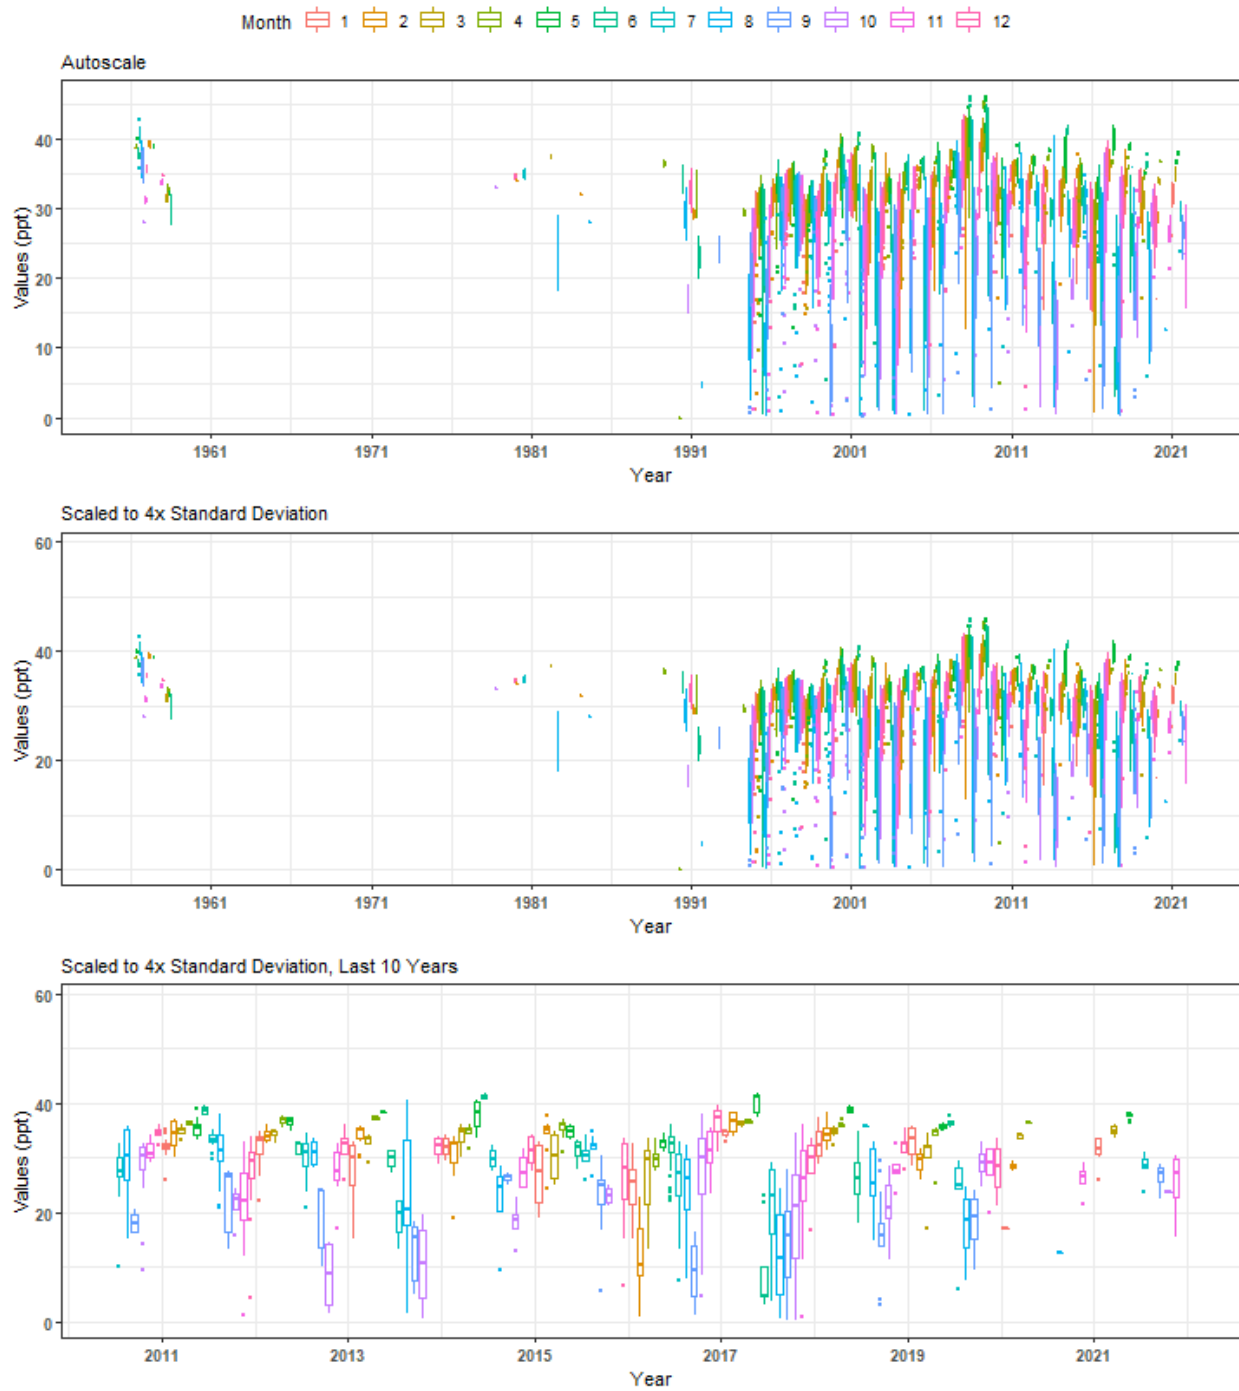 Month 1 2 3 4 5 6 7 8 9 10 11 12
Autoscale
Values (ppt)
40
30
20
10
0
1961 1971 1981 1991 2001 2011 2021
Year
Scaled to 4x Standard Deviation
Values (ppt)
60
40
20
0
1961 1971 1981 1991 2001 2011 2021
Year
Scaled to 4x Standard Deviation, Last 10 Years
Values (ppt)
60
40
20
0
2011 2013 2015 2017 2019 2021
Year